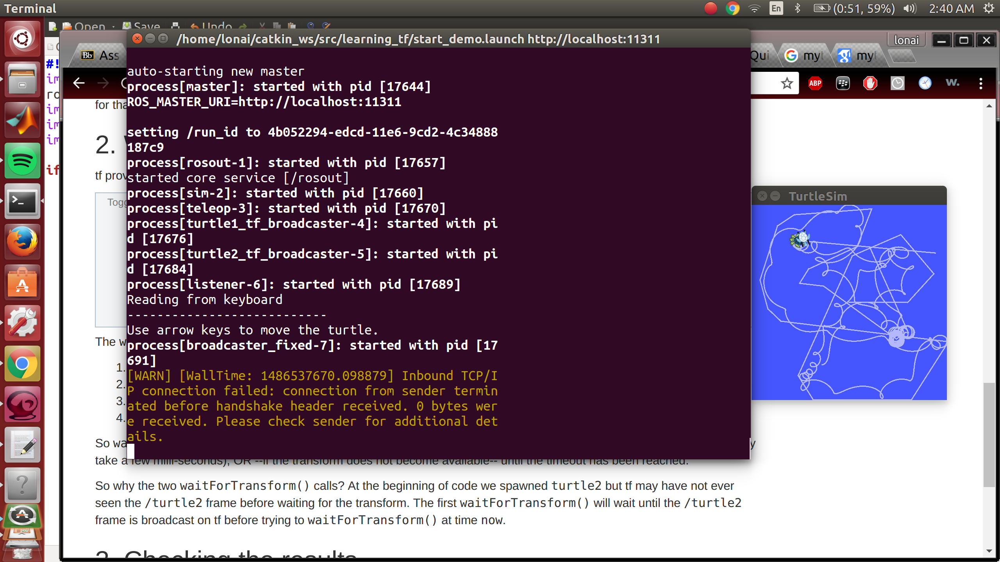 Terminal
En
(0:51, 59%)
2:40 AM
Open
Save
Undo
/home/lonai/catkin_ws/src/learning_tf/start_demo.launch http://localhost:11311
lonai
Bb
Ass
Qui
myt
g
myt
ABP
w.
#!
im
ro
im
im
im
if
for tha
2.
tf prov
Togg
The w
1.
2.
3.
4.
So wa
y
auto-starting new master
process[master]: started with pid [17644]
ROS_MASTER_URI=http://localhost:11311
setting /run_id to 4b052294-edcd-11e6-9cd2-4c34888
187c9
process[rosout-1]: started with pid [17657]
started core service [/rosout]
process[sim-2]: started with pid [17660]
process[teleop-3]: started with pid [17670]
process[turtle1_tf_broadcaster-4]: started with pi
d [17676]
process[turtle2_tf_broadcaster-5]: started with pi
d [17684]
process[listener-6]: started with pid [17689]
Reading from keyboard
---------------------------
Use arrow keys to move the turtle.
process[broadcaster_fixed-7]: started with pid [17
691]
[WARN] [WallTime: 1486537670.098879] Inbound TCP/I
P connection failed: connection from sender termin
ated before handshake header received. 0 bytes wer
e received. Please check sender for additional det
ails.
TurtleSim
take a few milli-seconds), OR --if the transform does not become available-- until the timeout has been reached.
So why the two waitForTransform() calls? At the beginning of code we spawned turtle2 but tf may have not ever
seen the /turtle2 frame before waiting for the transform. The first waitForTransform() will wait until the /turtle2
frame is broadcast on tf before trying to waitForTransform() at time now.
3. Checking the results